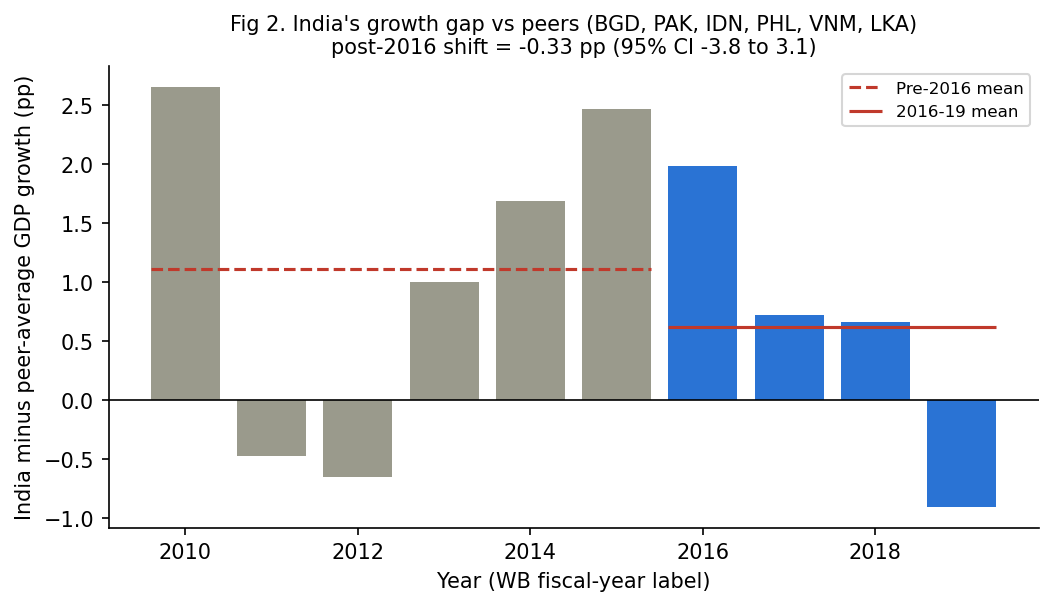 Fig 2. India's growth gap vs peers (BGD, PAK, IDN, PHL, VNM, LKA)
post-2016 shift = -0.33 pp (95% CI -3.8 to 3.1)
Pre-2016 mean
2016-19 mean
India minus peer-average GDP growth (pp)
2.5
2.0
1.5
1.0
0.5
0.0
−0.5
−1.0
2010 2012 2014 2016 2018
Year (WB fiscal-year label)